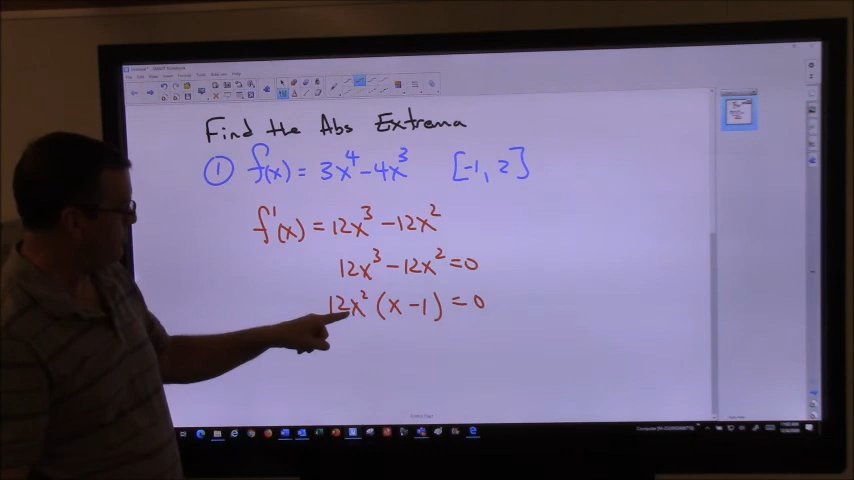 Find the Abs Extrema
① f(x) = 3x⁴ - 4x³ [-1, 2]
f'(x) = 12x³ - 12x²
12x³ - 12x² = 0
12x² (x - 1) = 0